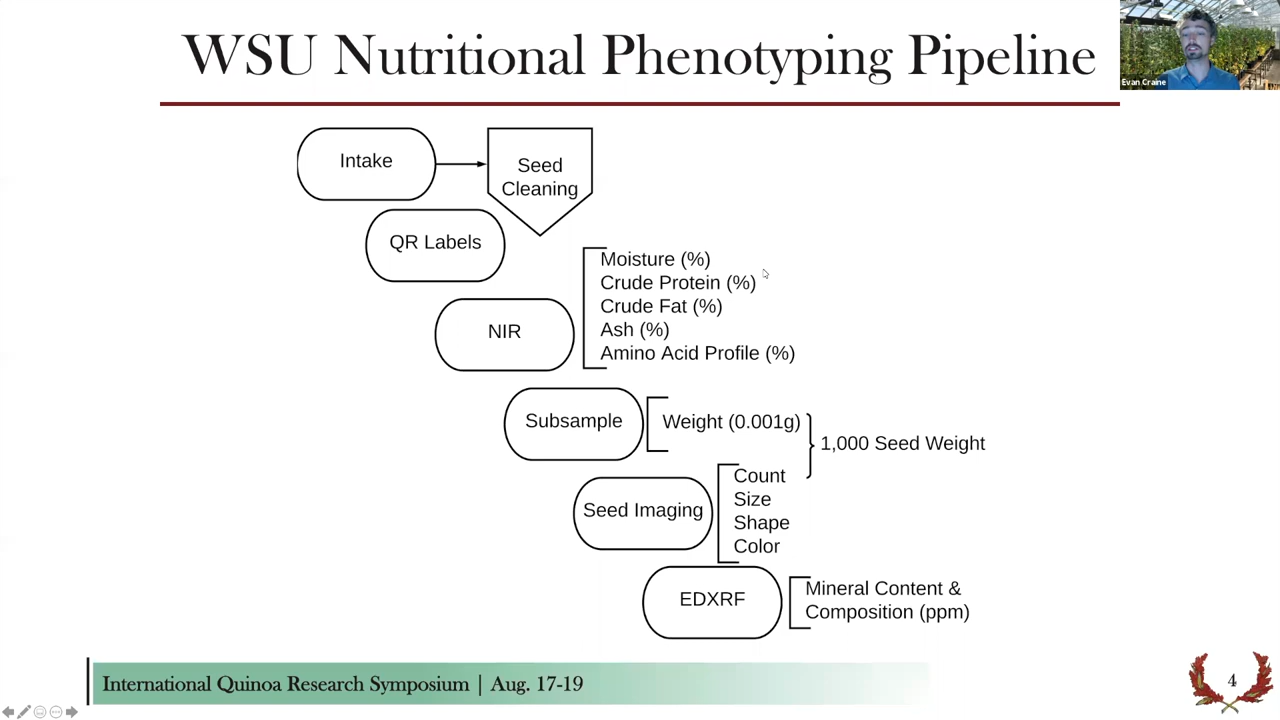 WSU Nutritional Phenotyping Pipeline
Evan Craine
Intake
Seed
Cleaning
QR Labels
NIR
Moisture (%)
Crude Protein (%)
Crude Fat (%)
Ash (%)
Amino Acid Profile (%)
Subsample
Weight (0.001g)
1,000 Seed Weight
Seed Imaging
Count
Size
Shape
Color
EDXRF
Mineral Content &
Composition (ppm)
International Quinoa Research Symposium | Aug. 17-19
4